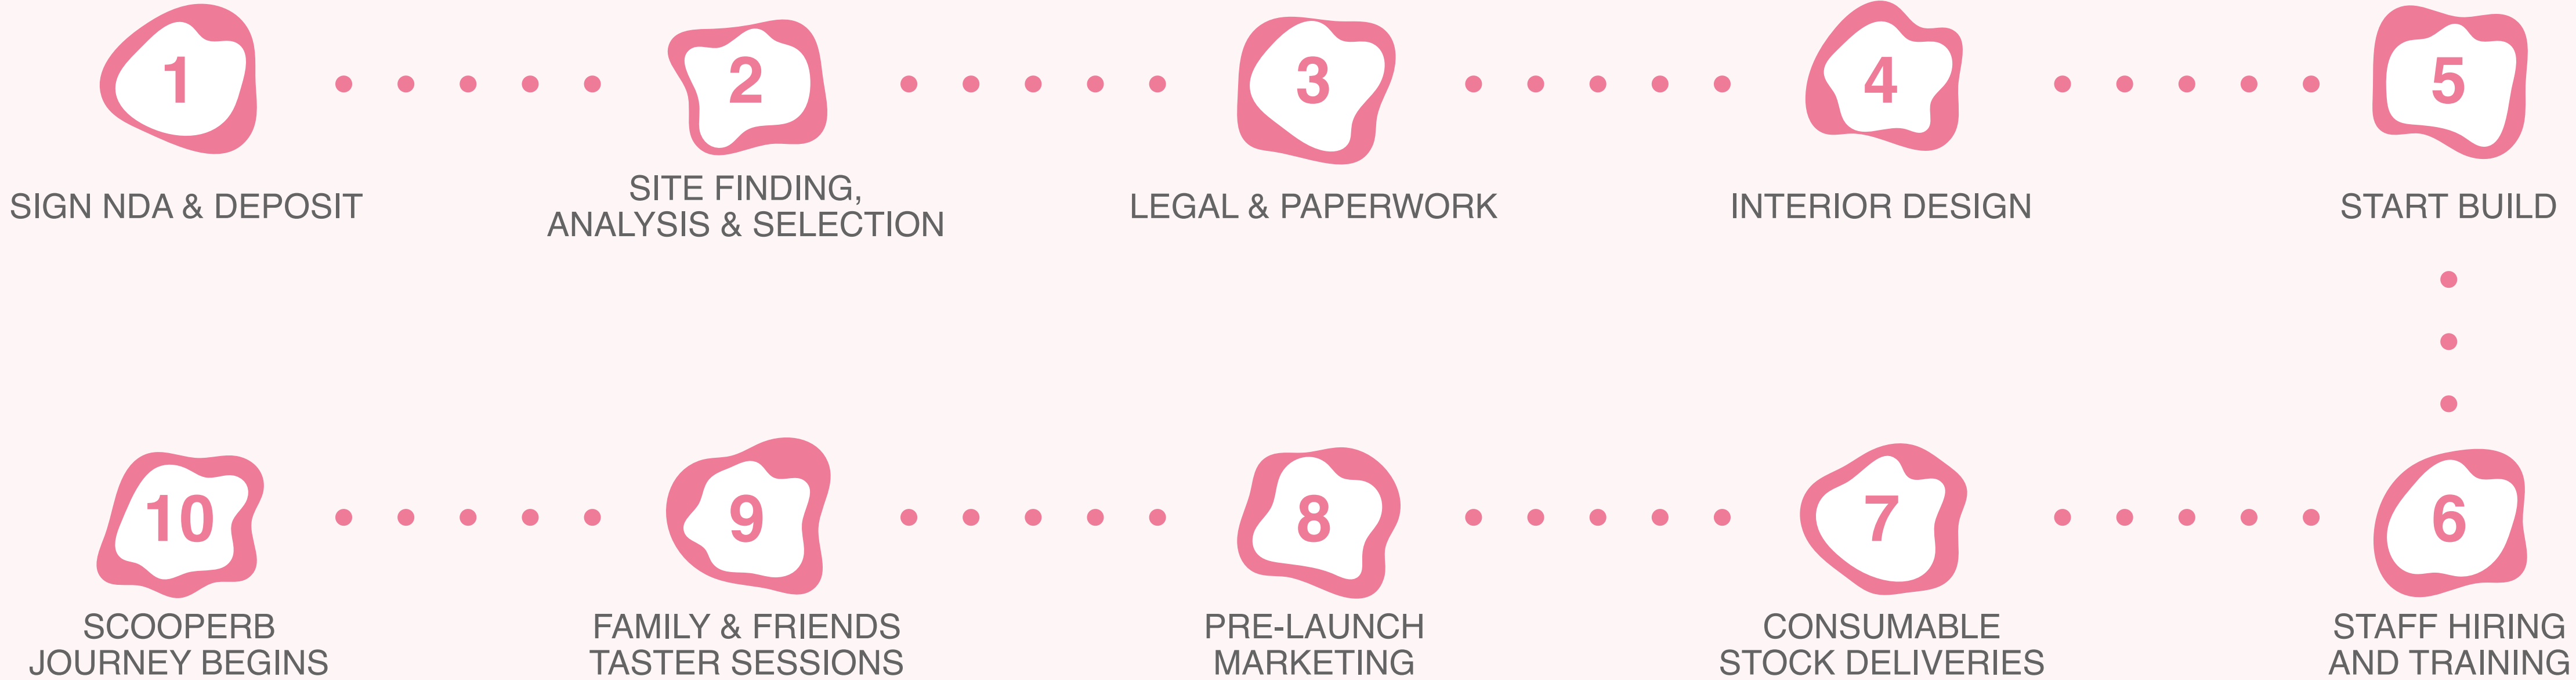 1
SIGN NDA & DEPOSIT
2
SITE FINDING,
ANALYSIS & SELECTION
3
LEGAL & PAPERWORK
4
INTERIOR DESIGN
5
START BUILD
6
STAFF HIRING
AND TRAINING
7
CONSUMABLE
STOCK DELIVERIES
8
PRE-LAUNCH
MARKETING
9
FAMILY & FRIENDS
TASTER SESSIONS
10
SCOOPERB
JOURNEY BEGINS